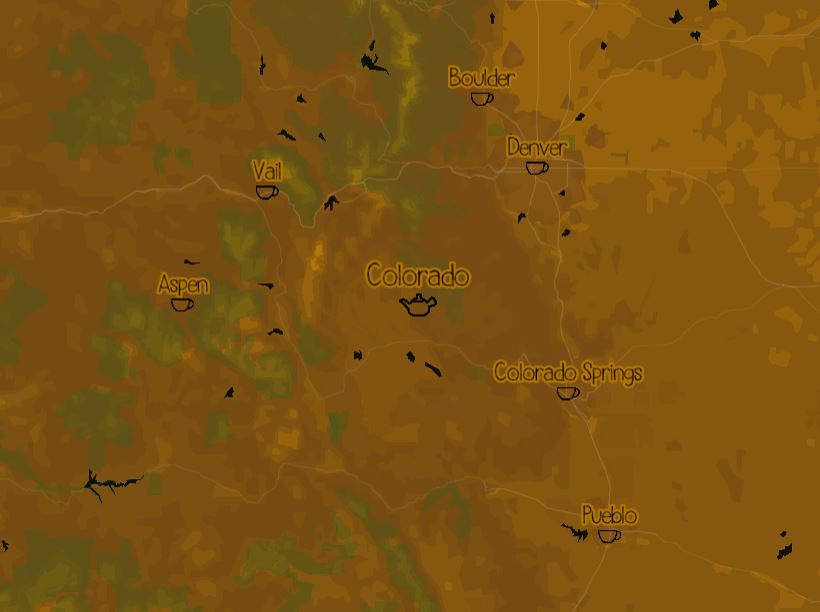 Boulder
Denver
Vail
Colorado
Aspen
Colorado Springs
Pueblo